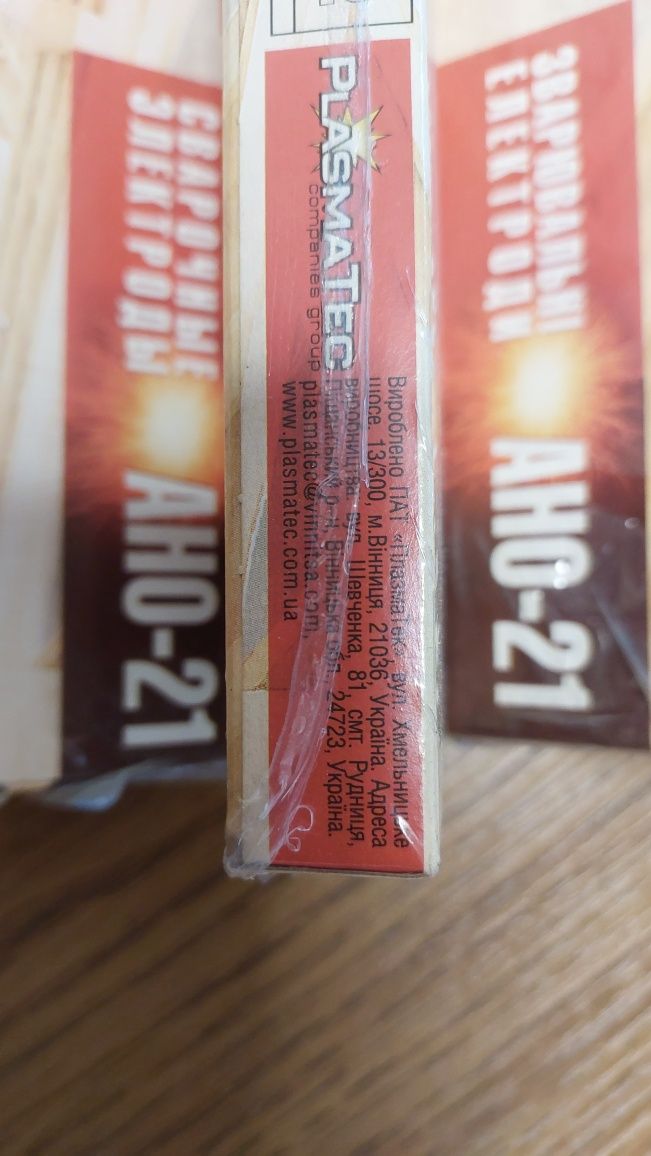 СВАРОЧНЫЕ
ЭЛЕКТРОДЫ
АНО-21
PLASMATEC
companies group
Вироблено ПАТ «ПлазмаТек», вул. Хмельницьке
шосе, 13/300, м.Вінниця, 21036, Україна. Адреса
виробництва: вул. Шевченка, 81, смт. Рудниця,
Піщанський р-н, Вінницька обл., 24723, Україна.
plasmatec@vinnitsa.com,
www.plasmatec.com.ua
ЗВАРЮВАЛЬНІ
ЕЛЕКТРОДИ
АНО-21